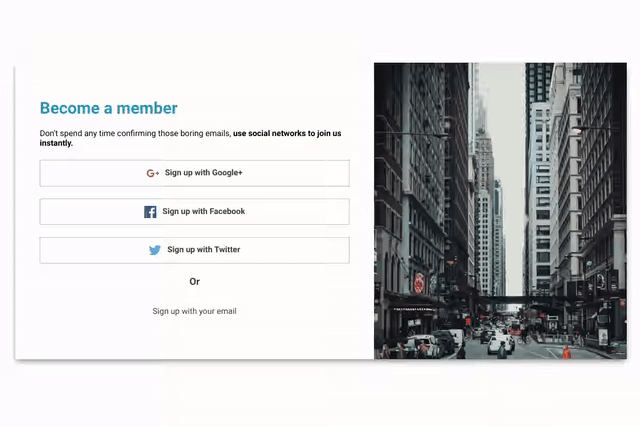 Become a member
Don't spend any time confirming those boring emails, use social networks to join us
instantly.
G+ Sign up with Google+
f Sign up with Facebook
Sign up with Twitter
Or
Sign up with your email